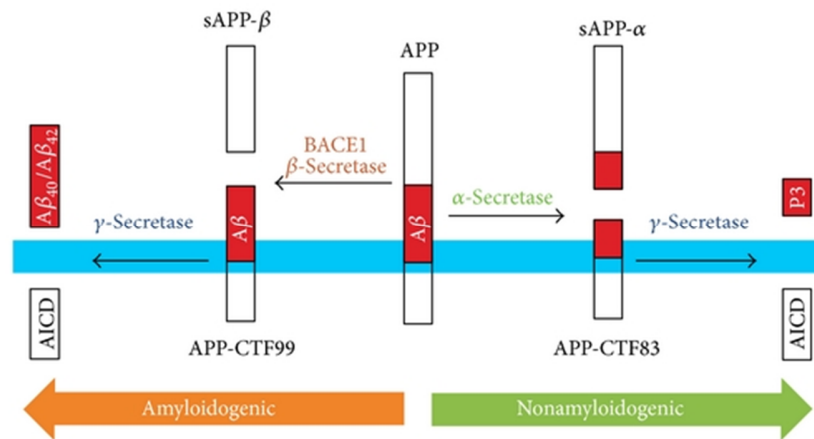 sAPP-β
APP
sAPP-α
Aβ40/Aβ42
BACE1
β-Secretase
α-Secretase
P3
γ-Secretase
Aβ
Aβ
γ-Secretase
AICD
AICD
APP-CTF99
APP-CTF83
Amyloidogenic
Nonamyloidogenic